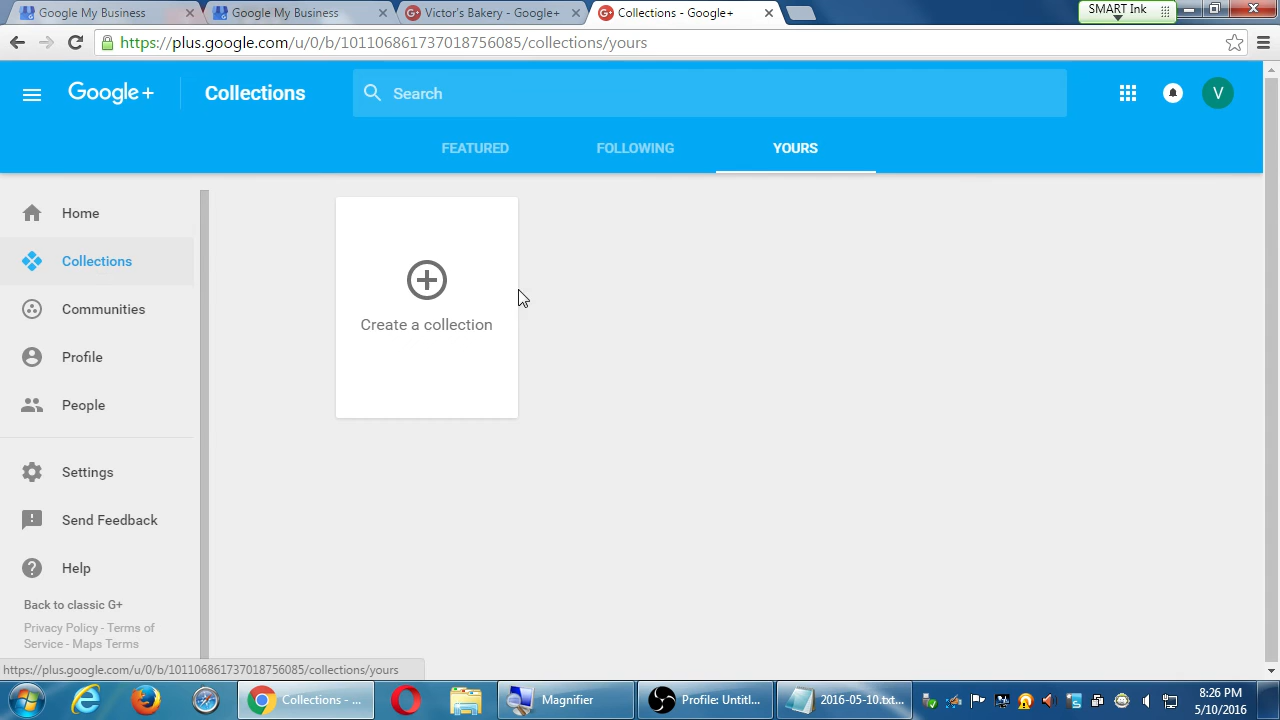 Google My Business
Google My Business
Victor's Bakery - Google+
Collections - Google+
SMART Ink
https://plus.google.com/u/0/b/101106861737018756085/collections/yours
Google+
Collections
Search
V
FEATURED
FOLLOWING
YOURS
Home
Collections
Communities
Profile
People
Settings
Send Feedback
Help
Back to classic G+
Privacy Policy - Terms of
Service - Maps Terms
Create a collection
https://plus.google.com/u/0/b/101106861737018756085/collections/yours
Collections - ...
Magnifier
Profile: Untitl...
2016-05-10.txt...
8:26 PM
5/10/2016